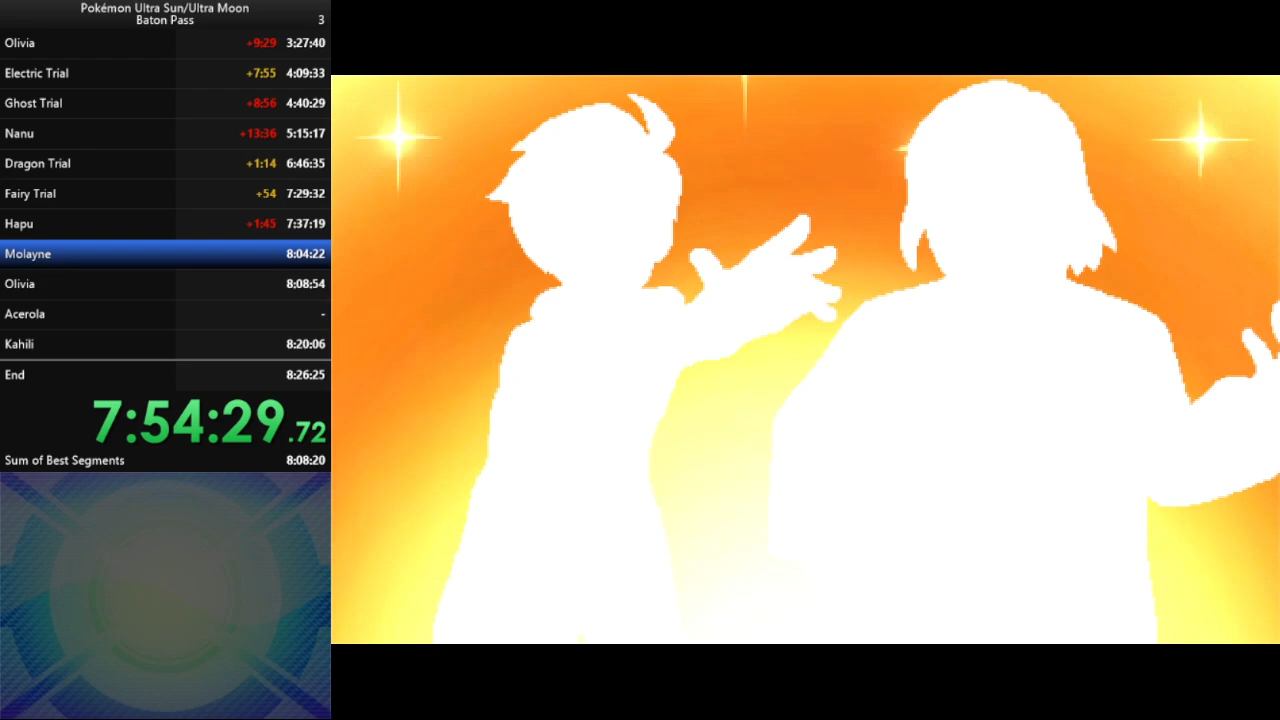 Pokémon Ultra Sun/Ultra Moon
Baton Pass 3
Olivia +9:29 3:27:40
Electric Trial +7:55 4:09:33
Ghost Trial +8:56 4:40:29
Nanu +13:36 5:15:17
Dragon Trial +1:14 6:46:35
Fairy Trial +54 7:29:32
Hapu +1:45 7:37:19
Molayne 8:04:22
Olivia 8:08:54
Acerola -
Kahili 8:20:06
End 8:26:25
7:54:29.72
Sum of Best Segments 8:08:20